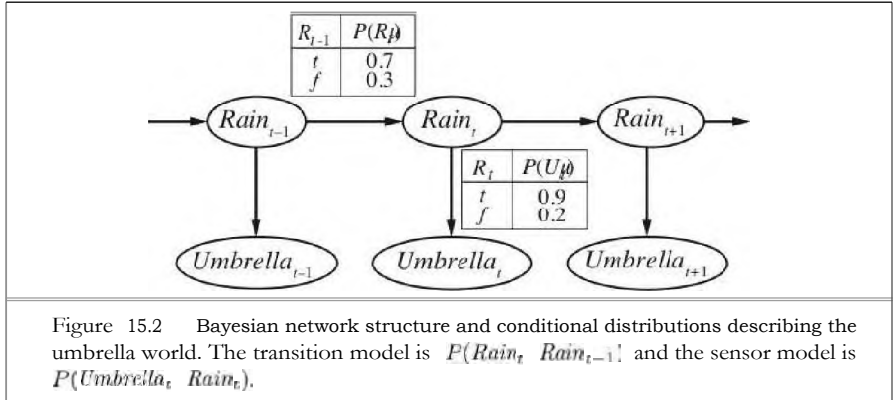 R_{t-1} P(R_t)
t 0.7
f 0.3
Rain_{t-1} Rain_t Rain_{t+1}
R_t P(U_t)
t 0.9
f 0.2
Umbrella_{t-1} Umbrella_t Umbrella_{t+1}
Figure 15.2 Bayesian network structure and conditional distributions describing the
umbrella world. The transition model is P(Rain_t Rain_{t-1}) and the sensor model is
P(Umbrella_t Rain_t).